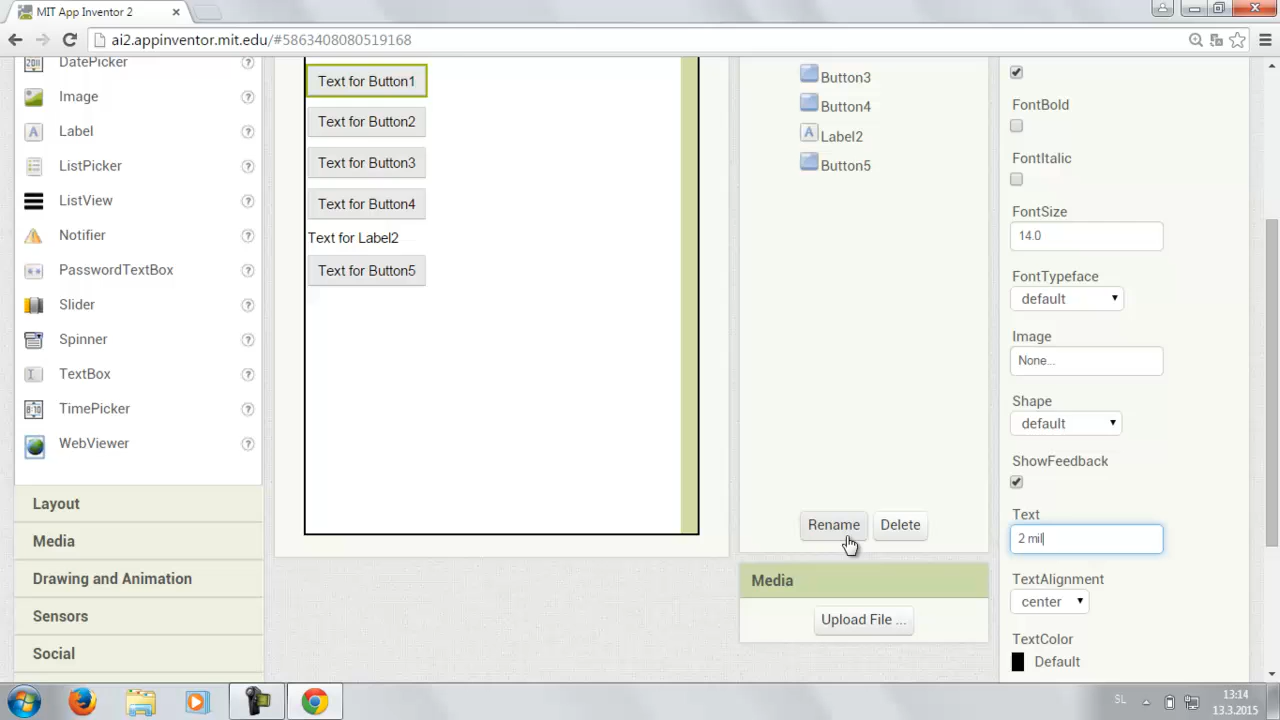 MIT App Inventor 2
ai2.appinventor.mit.edu/#5863408080519168
DatePicker
Image
Label
ListPicker
ListView
Notifier
PasswordTextBox
Slider
Spinner
TextBox
TimePicker
WebViewer
Layout
Media
Drawing and Animation
Sensors
Social
Text for Button1
Text for Button2
Text for Button3
Text for Button4
Text for Label2
Text for Button5
Button3
Button4
Label2
Button5
Rename
Delete
Media
Upload File ...
FontBold
FontItalic
FontSize
14.0
FontTypeface
default
Image
None...
Shape
default
ShowFeedback
Text
2 mil
TextAlignment
center
TextColor
Default
SL
13:14
13.3.2015